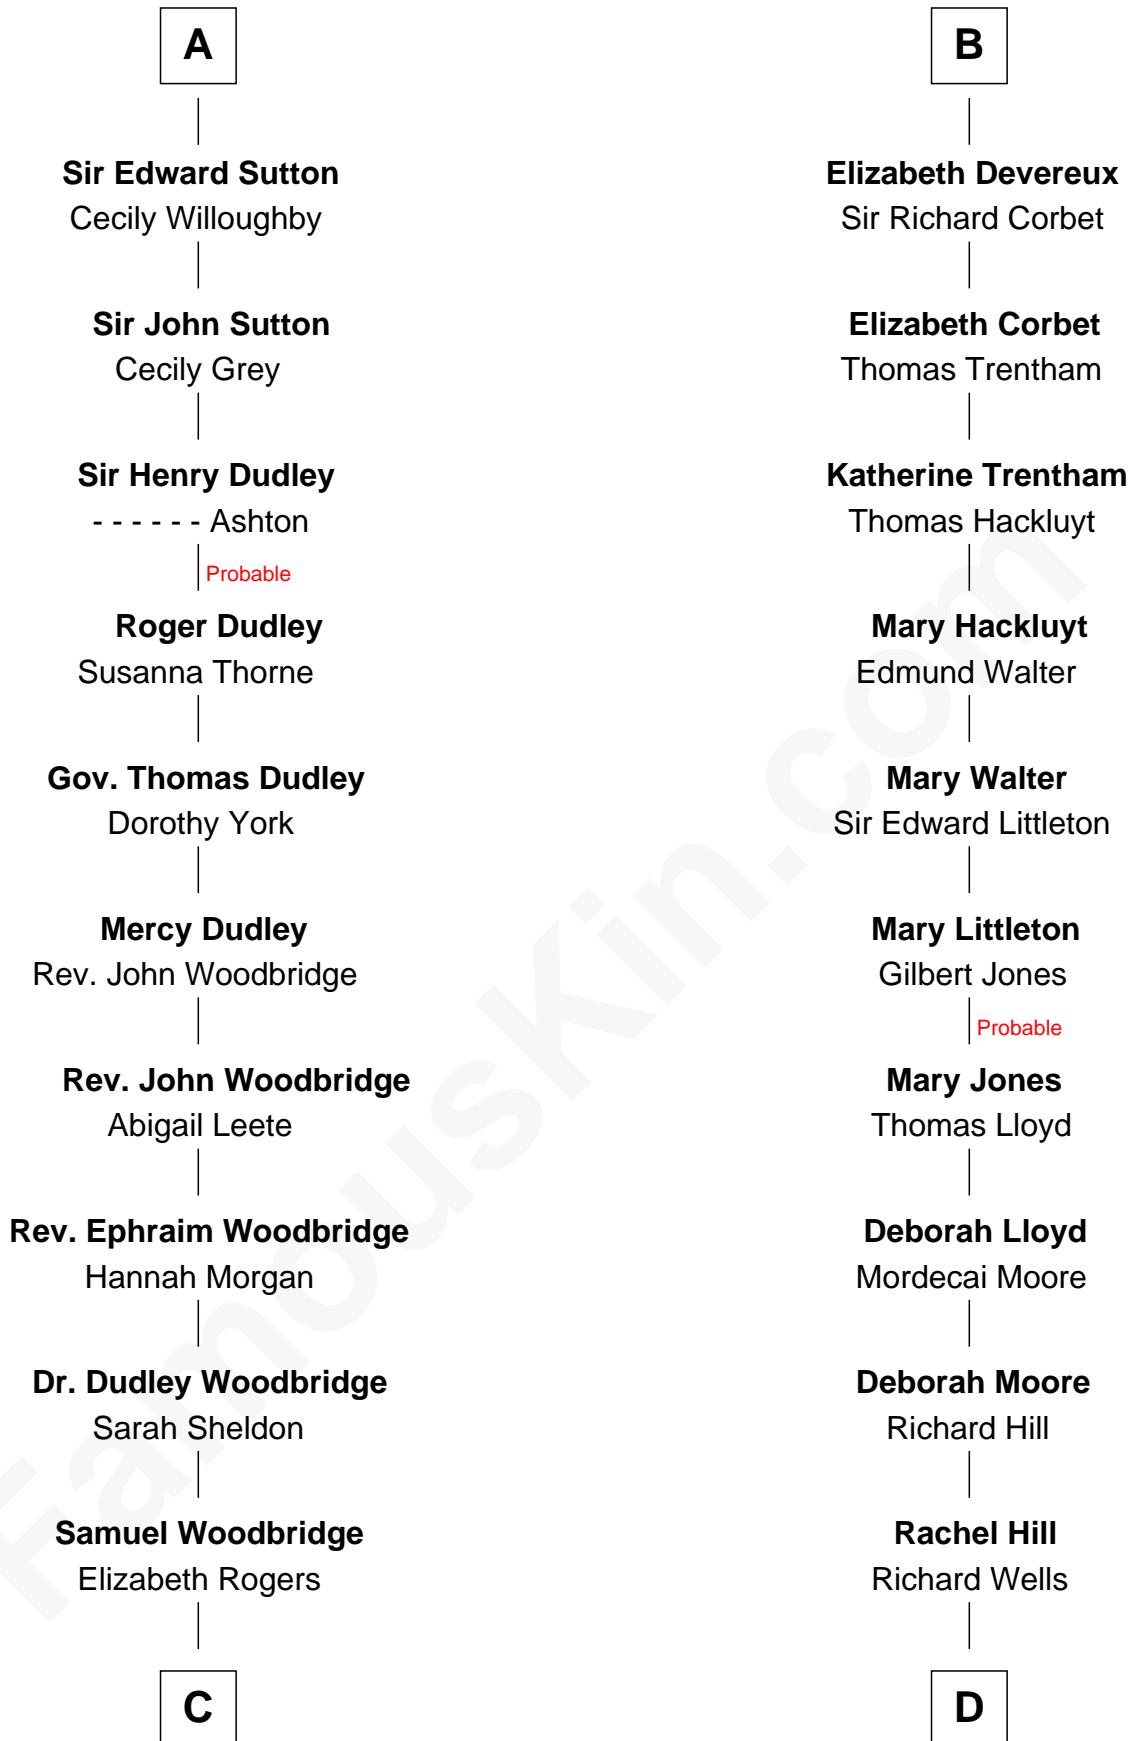 A
Sir Edward Sutton
Cecily Willoughby
Sir John Sutton
Cecily Grey
Sir Henry Dudley
- - - - - - Ashton
Probable
Roger Dudley
Susanna Thorne
Gov. Thomas Dudley
Dorothy York
Mercy Dudley
Rev. John Woodbridge
Rev. John Woodbridge
Abigail Leete
Rev. Ephraim Woodbridge
Hannah Morgan
Dr. Dudley Woodbridge
Sarah Sheldon
Samuel Woodbridge
Elizabeth Rogers
C
B
Elizabeth Devereux
Sir Richard Corbet
Elizabeth Corbet
Thomas Trentham
Katherine Trentham
Thomas Hackluyt
Mary Hackluyt
Edmund Walter
Mary Walter
Sir Edward Littleton
Mary Littleton
Gilbert Jones
Probable
Mary Jones
Thomas Lloyd
Deborah Lloyd
Mordecai Moore
Deborah Moore
Richard Hill
Rachel Hill
Richard Wells
D
FamousKin.com